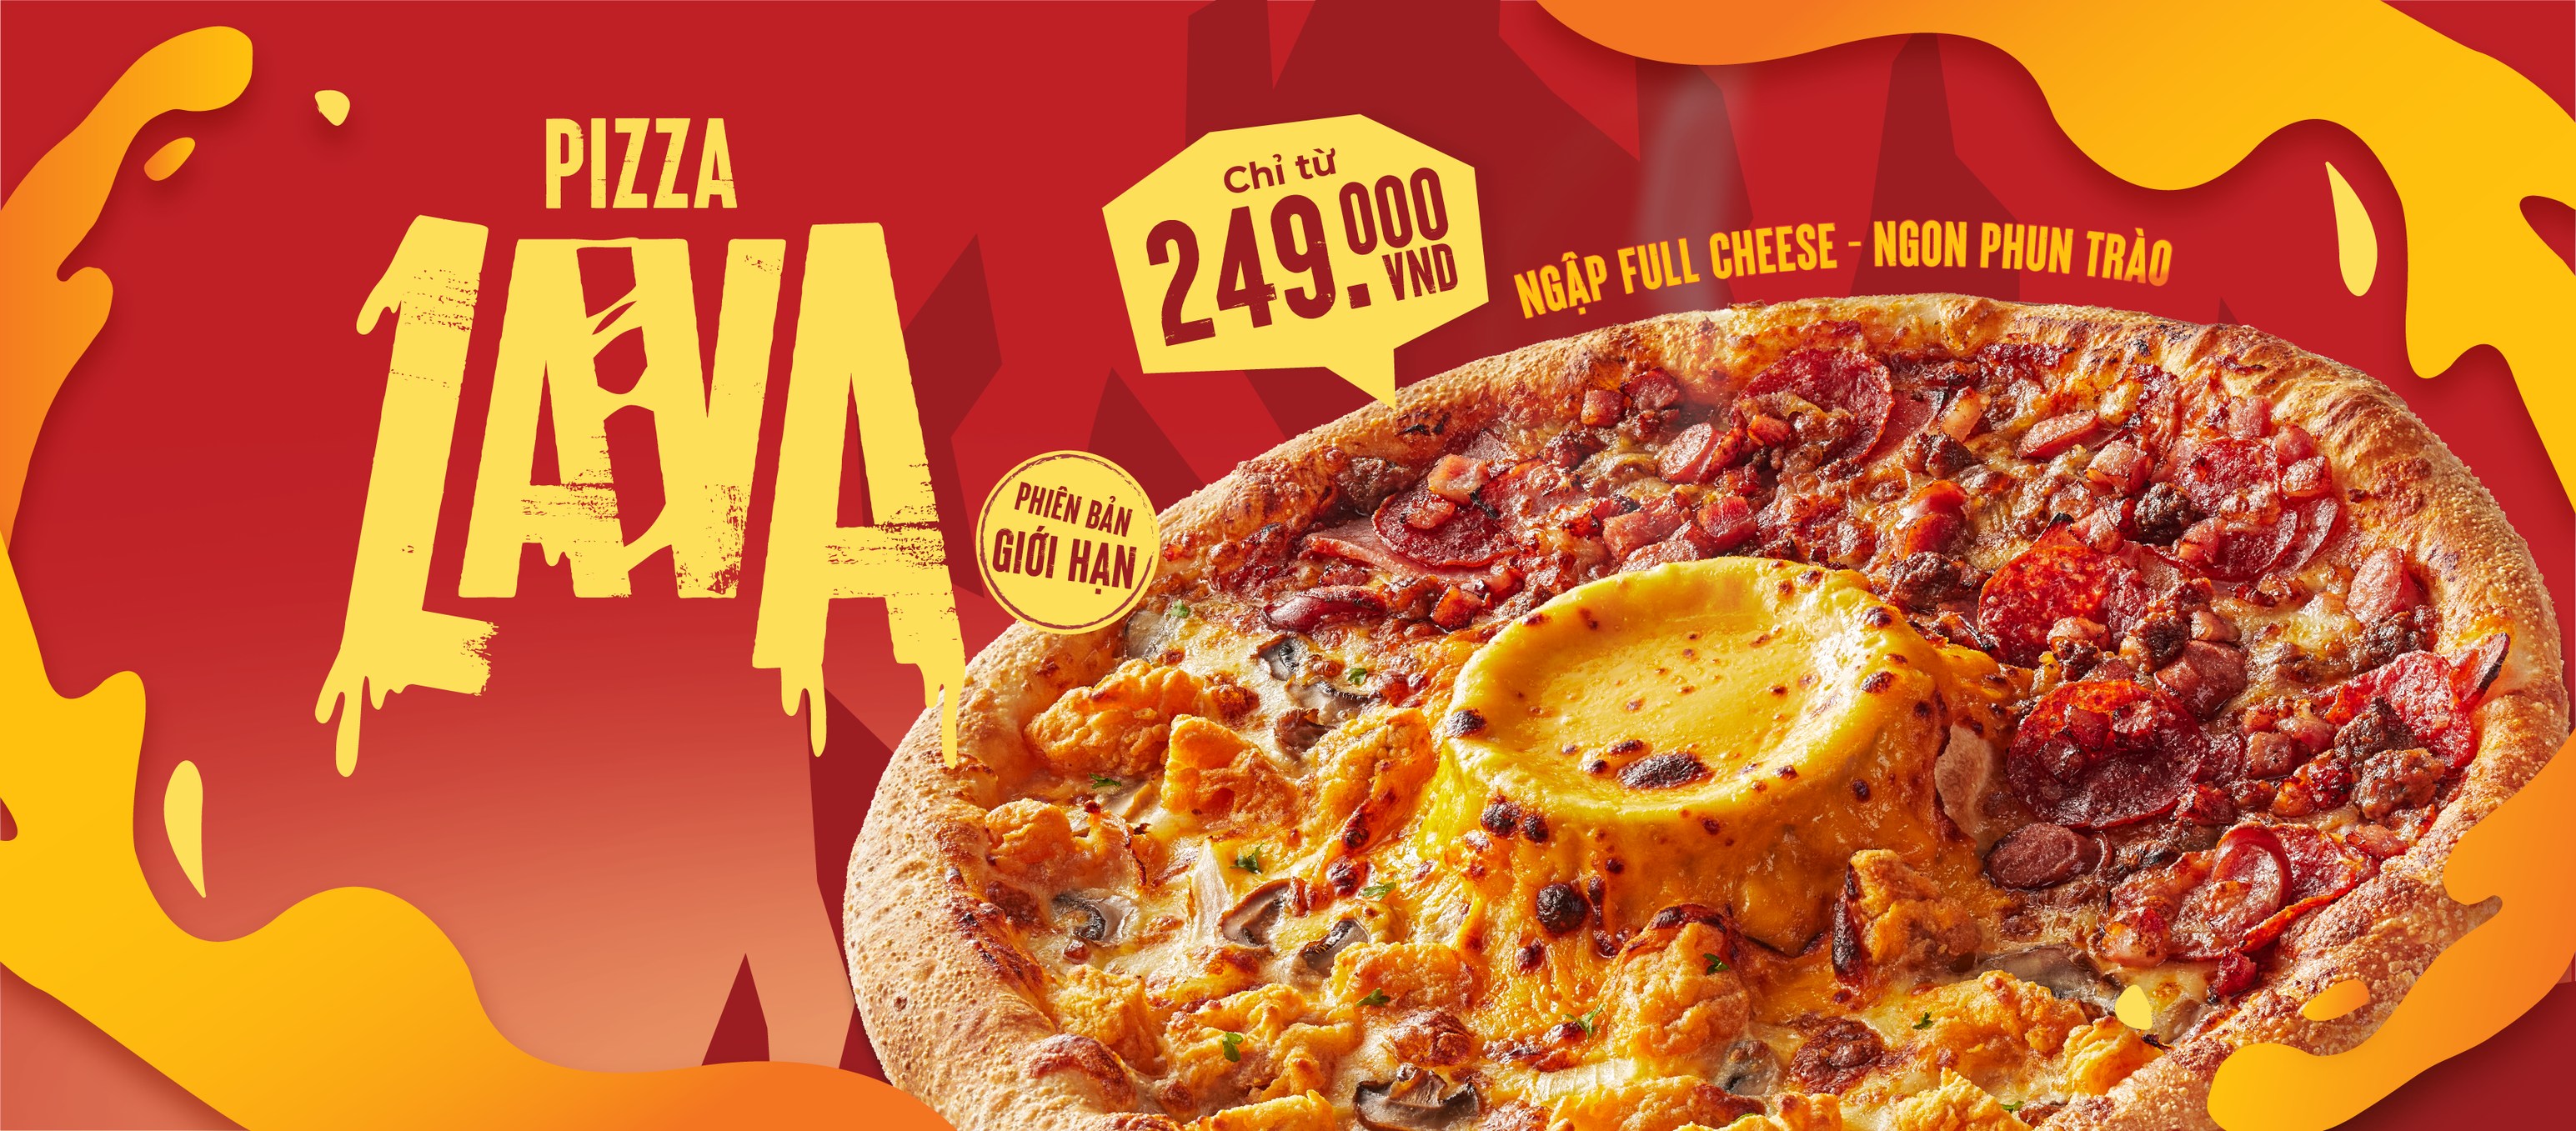 PIZZA
LAVA
Chỉ từ
249.000
VND
NGẬP FULL CHEESE - NGON PHUN TRÀO
PHIÊN BẢN
GIỚI HẠN